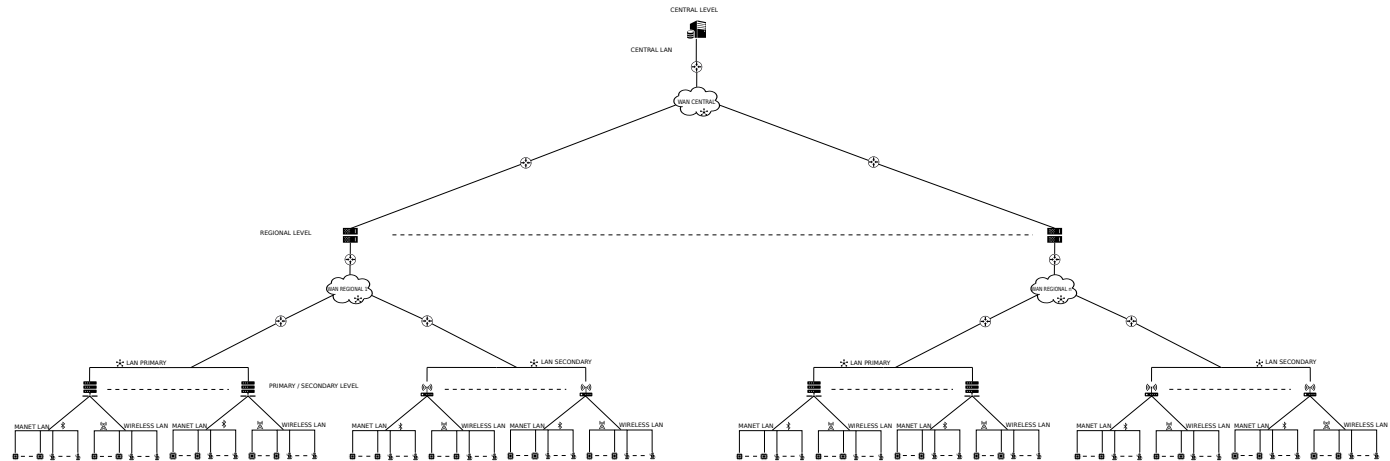 CENTRAL LEVEL
CENTRAL LAN
WAN CENTRAL
REGIONAL LEVEL
WAN REGIONAL 1
WAN REGIONAL n
LAN PRIMARY
LAN SECONDARY
LAN PRIMARY
LAN SECONDARY
PRIMARY / SECONDARY LEVEL
MANET LAN
WIRELESS LAN
MANET LAN
WIRELESS LAN
MANET LAN
WIRELESS LAN
MANET LAN
WIRELESS LAN
MANET LAN
WIRELESS LAN
MANET LAN
WIRELESS LAN
MANET LAN
WIRELESS LAN
MANET LAN
WIRELESS LAN